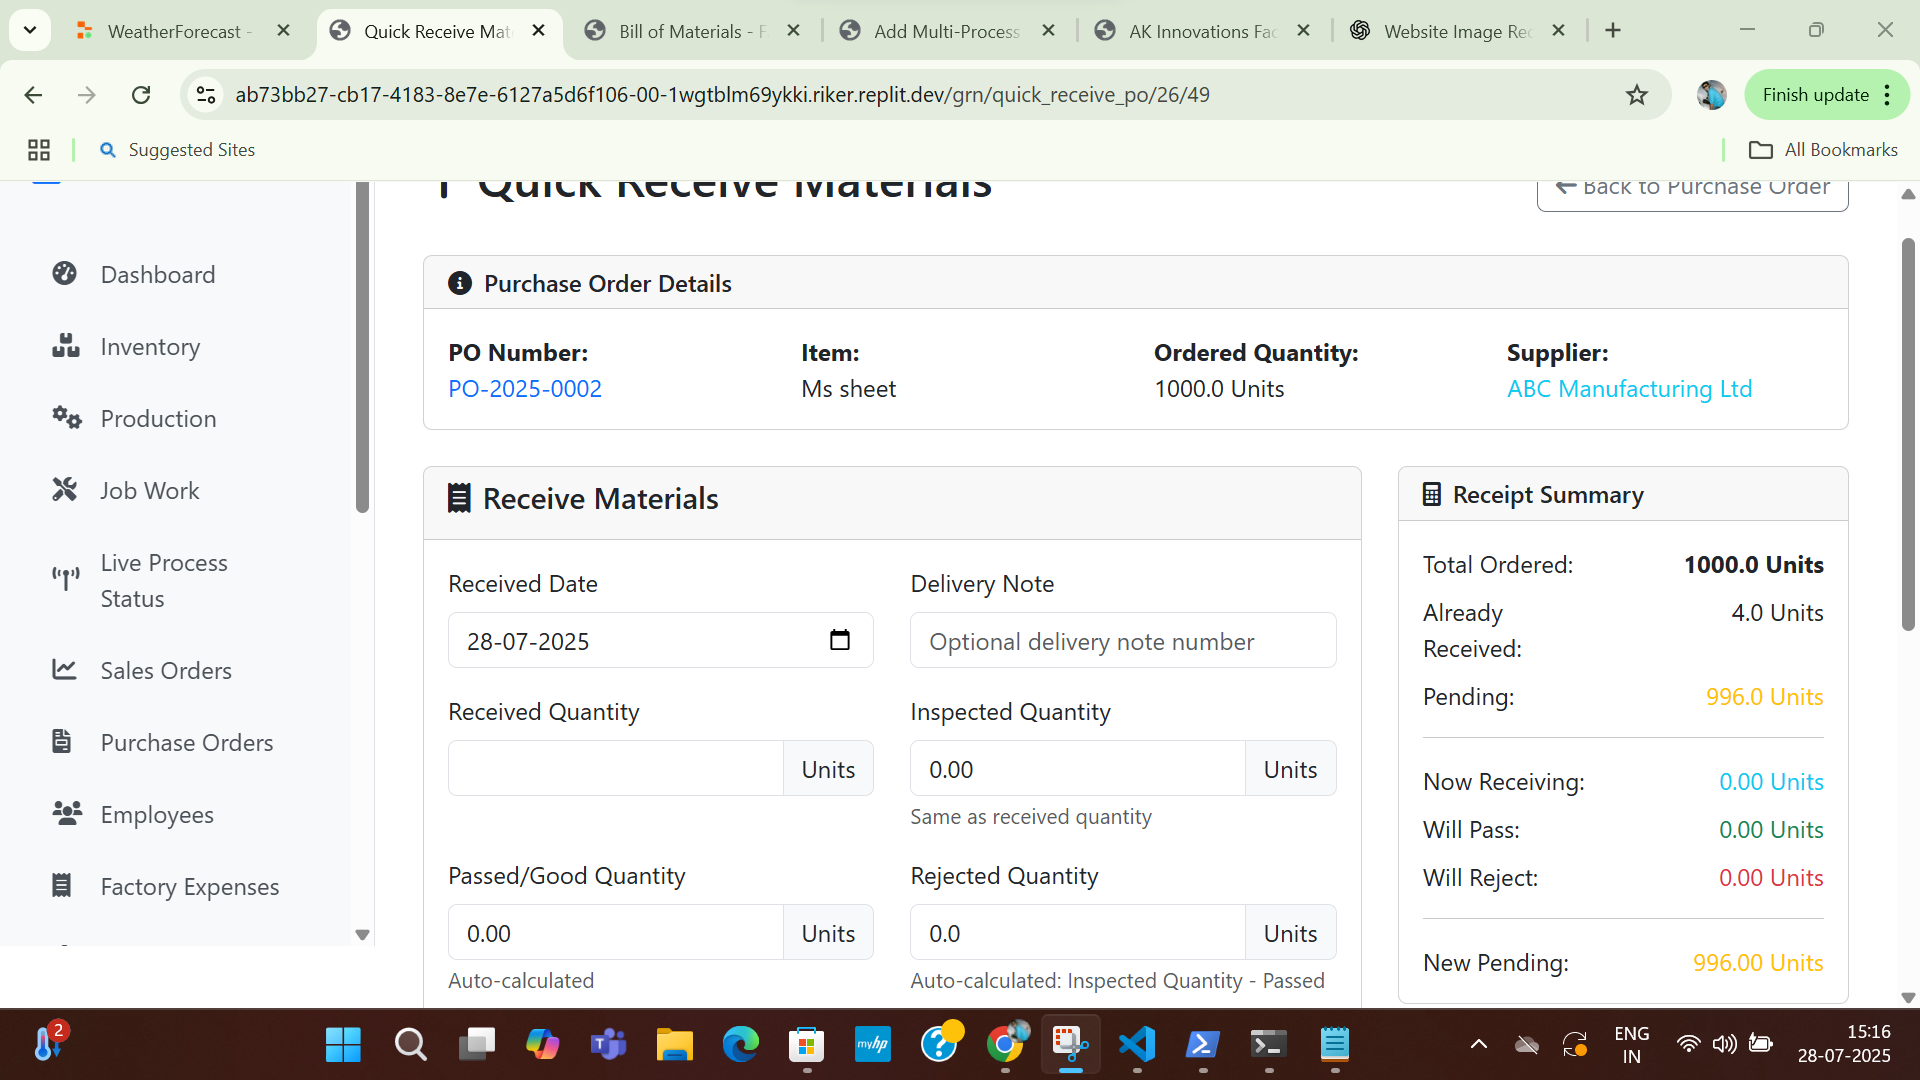 WeatherForecast -
Quick Receive Mat
Bill of Materials - F
Add Multi-Process
AK Innovations Fac
Website Image Rec
ab73bb27-cb17-4183-8e7e-6127a5d6f106-00-1wgtblm69ykki.riker.replit.dev/grn/quick_receive_po/26/49
Finish update
Suggested Sites
All Bookmarks
Quick Receive Materials
Back to Purchase Order
Dashboard
Inventory
Production
Job Work
Live Process
Status
Sales Orders
Purchase Orders
Employees
Factory Expenses
Purchase Order Details
PO Number:
PO-2025-0002
Item:
Ms sheet
Ordered Quantity:
1000.0 Units
Supplier:
ABC Manufacturing Ltd
Receive Materials
Received Date
28-07-2025
Delivery Note
Optional delivery note number
Received Quantity
Units
Inspected Quantity
0.00 Units
Same as received quantity
Passed/Good Quantity
0.00 Units
Auto-calculated
Rejected Quantity
0.0 Units
Auto-calculated: Inspected Quantity - Passed
Receipt Summary
Total Ordered: 1000.0 Units
Already 4.0 Units
Received:
Pending: 996.0 Units
Now Receiving: 0.00 Units
Will Pass: 0.00 Units
Will Reject: 0.00 Units
New Pending: 996.00 Units
2
myhp
ENG
IN
15:16
28-07-2025